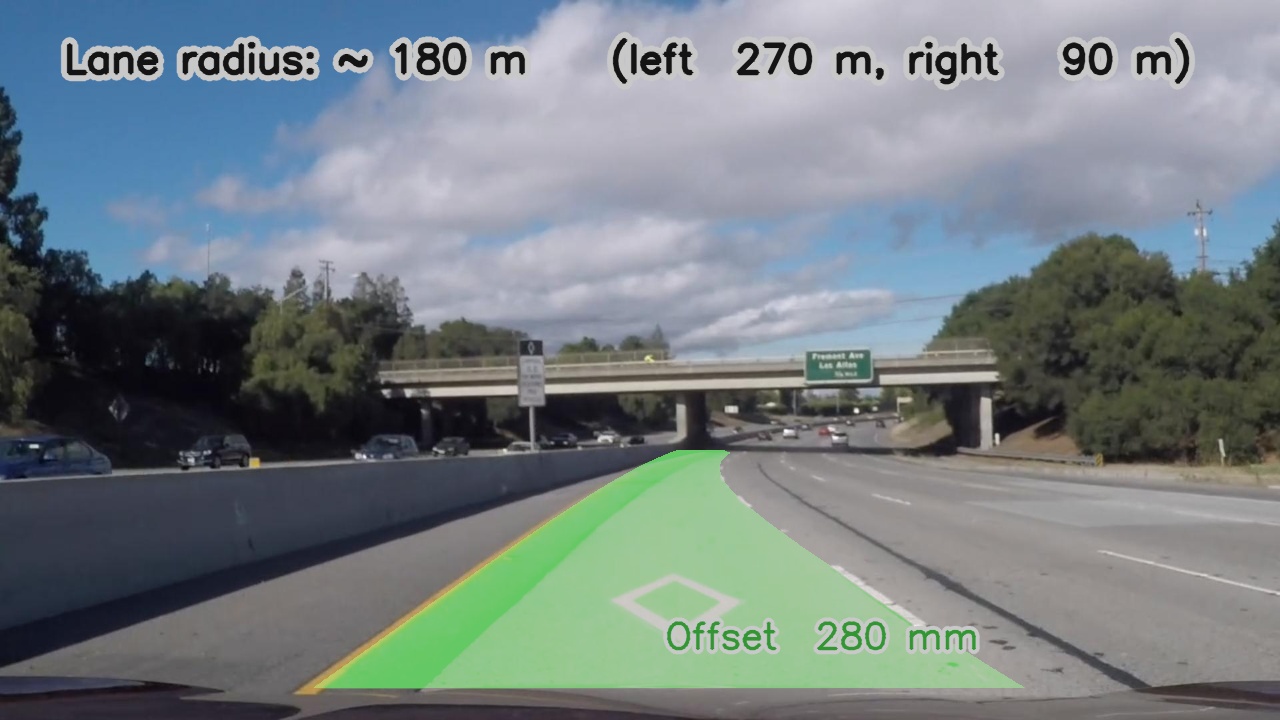 Lane radius: ~ 180 m (left 270 m, right 90 m)
Fremont Ave
Los Altos
Offset 280 mm